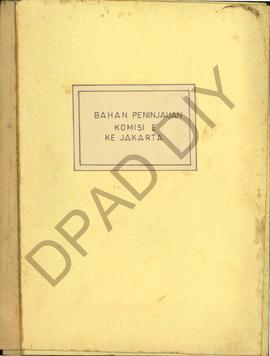 BAHAN PENINJAUAN
KOMISI E
KE JAKARTA
DPAD DIY